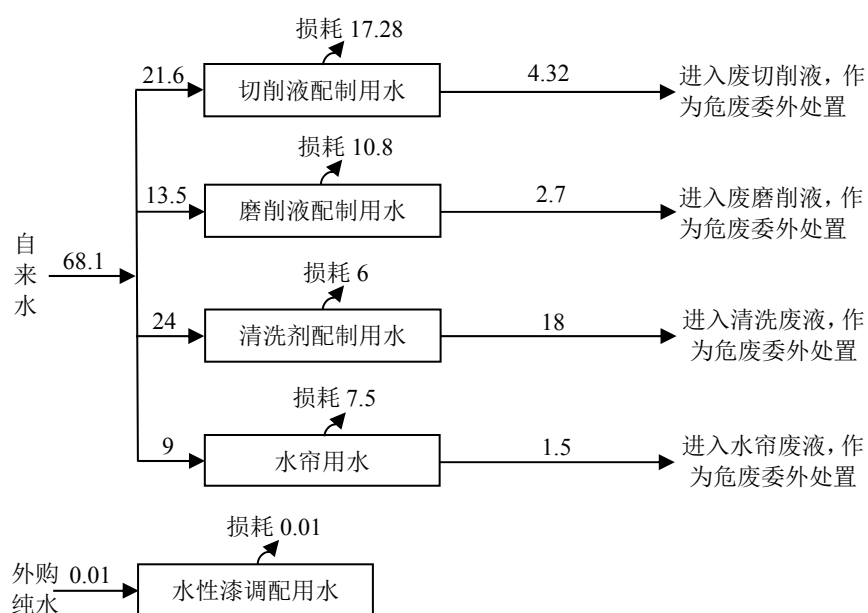 损耗 17.28
21.6
切削液配制用水
4.32
进入废切削液，作
为危废委外处置
损耗 10.8
13.5
磨削液配制用水
2.7
进入废磨削液，作
为危废委外处置
自
来
水
68.1
损耗 6
24
清洗剂配制用水
18
进入清洗废液，作
为危废委外处置
损耗 7.5
9
水帘用水
1.5
进入水帘废液，作
为危废委外处置
损耗 0.01
外购
纯水
0.01
水性漆调配用水